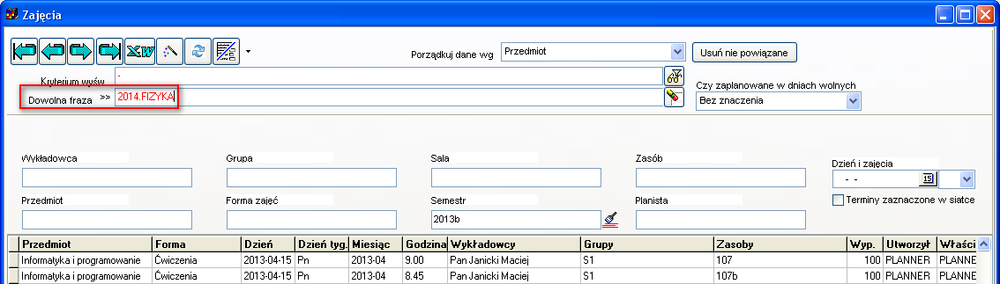 Zajęcia
XW
Porządkuj dane wg Przedmiot Usuń nie powiązane
Kryterium wyśw.
Dowolna fraza >> 2014.FIZYKA
Czy zaplanowane w dniach wolnych
Bez znaczenia
Wykładowca Grupa Sala Zasób Dzień i zajęcia
- - 15
Przedmiot Forma zajęć Semestr Planista Terminy zaznaczone w siatce
2013b
Przedmiot Forma Dzień Dzień tyg. Miesiąc Godzina Wykładowcy Grupy Zasoby Wyp. Utworzył Właści
Informatyka i programowanie Ćwiczenia 2013-04-15 Pn 2013-04 9.00 Pan Janicki Maciej S1 107 100 PLANNER PLANNE
Informatyka i programowanie Ćwiczenia 2013-04-15 Pn 2013-04 8.45 Pan Janicki Maciej S1 107b 100 PLANNER PLANNE